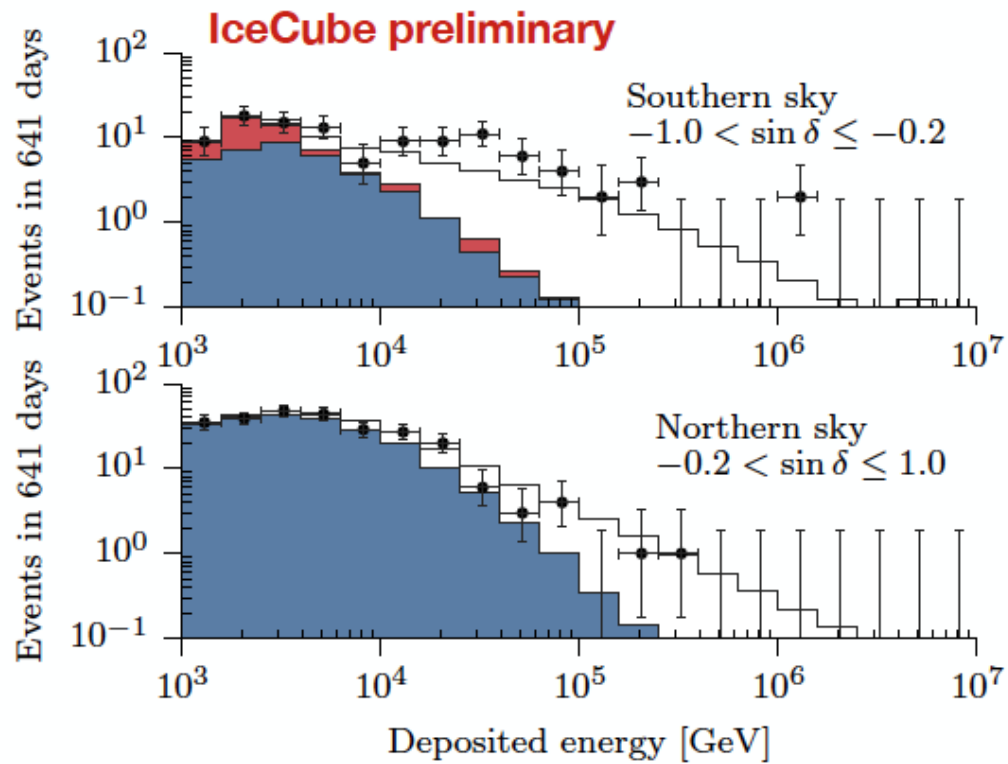 IceCube preliminary
Events in 641 days
10² 10¹ 10⁰ 10⁻¹
Southern sky
−1.0 < sin δ ≤ −0.2
10³ 10⁴ 10⁵ 10⁶ 10⁷
Events in 641 days
10² 10¹ 10⁰ 10⁻¹
Northern sky
−0.2 < sin δ ≤ 1.0
10³ 10⁴ 10⁵ 10⁶ 10⁷
Deposited energy [GeV]